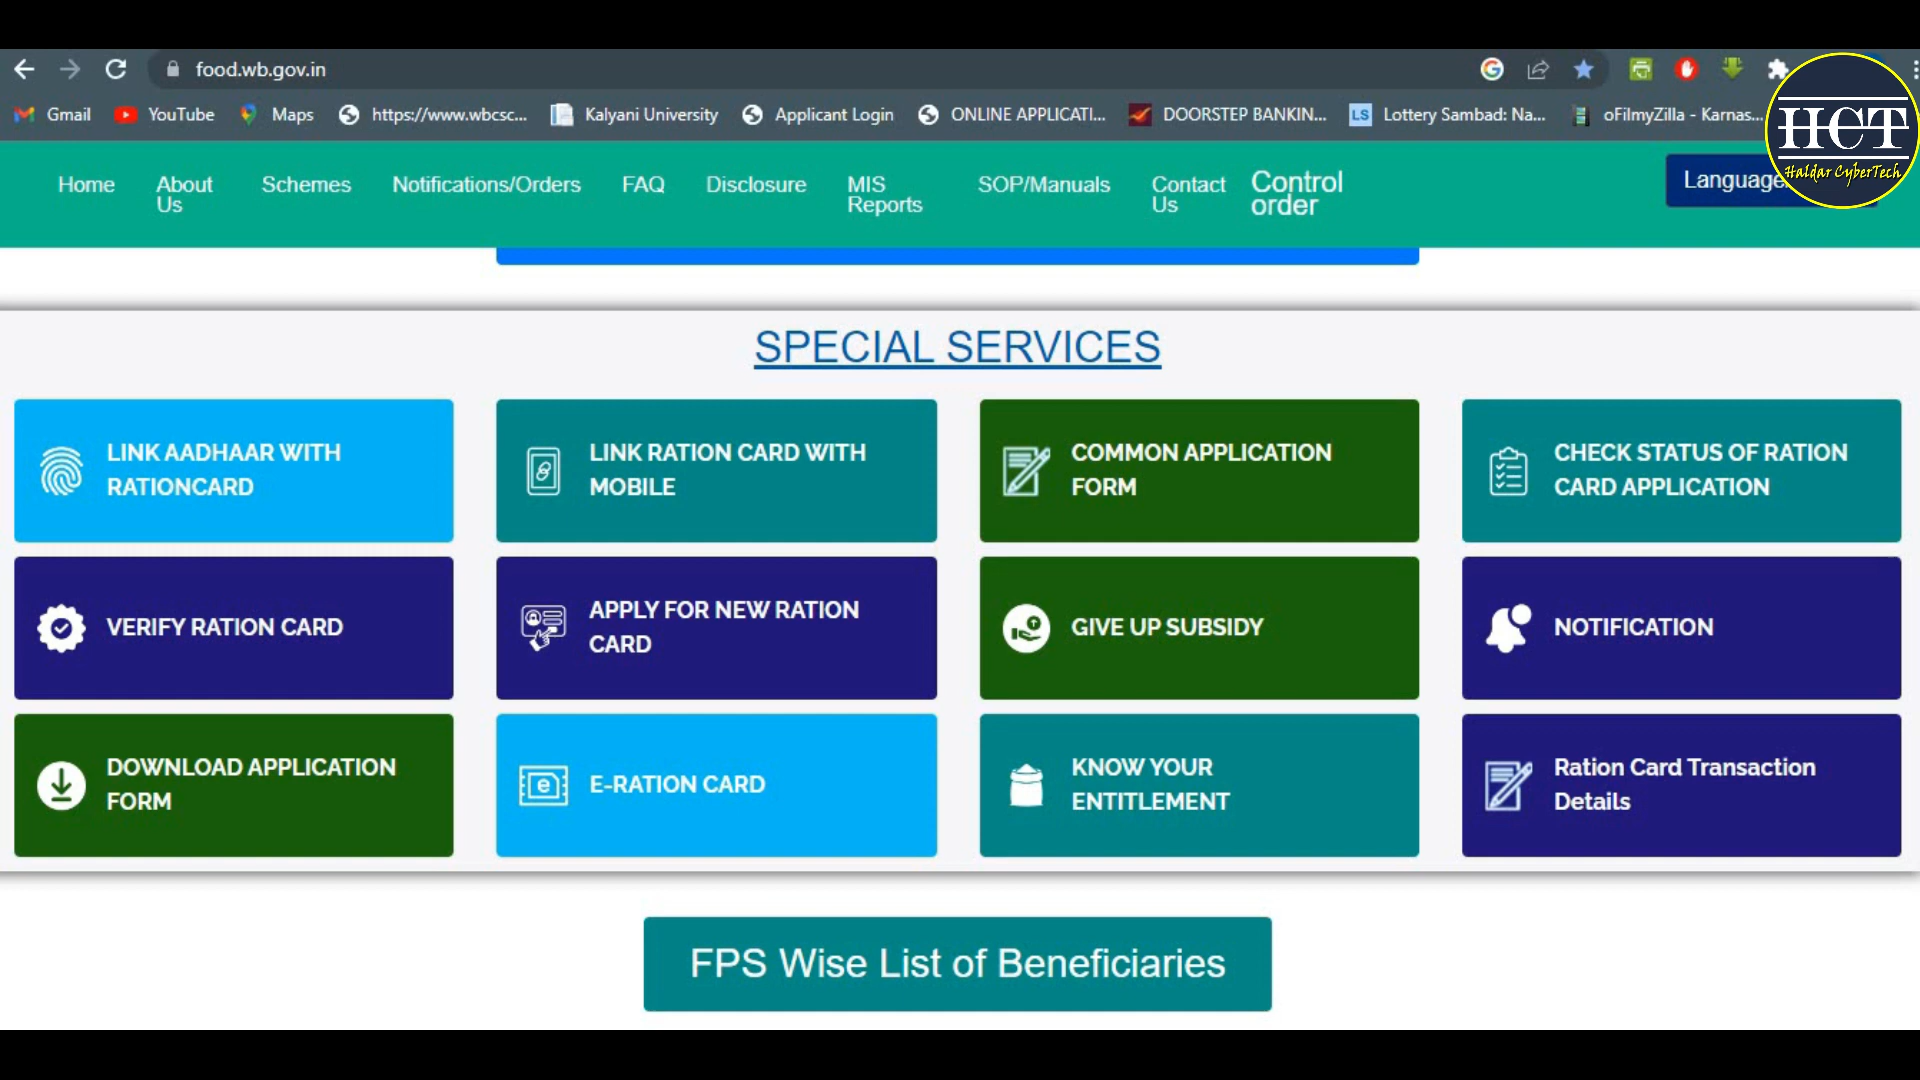 food.wb.gov.in
Gmail YouTube Maps https://www.wbcsc... Kalyani University Applicant Login ONLINE APPLICATI... DOORSTEP BANKIN... LS Lottery Sambad: Na... oFilmyZilla - Karnas...
HCT
Haldar CyberTech
Home About Us Schemes Notifications/Orders FAQ Disclosure MIS Reports SOP/Manuals Contact Us Control order
Language
SPECIAL SERVICES
LINK AADHAAR WITH
RATIONCARD
LINK RATION CARD WITH
MOBILE
COMMON APPLICATION
FORM
CHECK STATUS OF RATION
CARD APPLICATION
VERIFY RATION CARD
APPLY FOR NEW RATION
CARD
GIVE UP SUBSIDY
NOTIFICATION
DOWNLOAD APPLICATION
FORM
E-RATION CARD
KNOW YOUR
ENTITLEMENT
Ration Card Transaction
Details
FPS Wise List of Beneficiaries